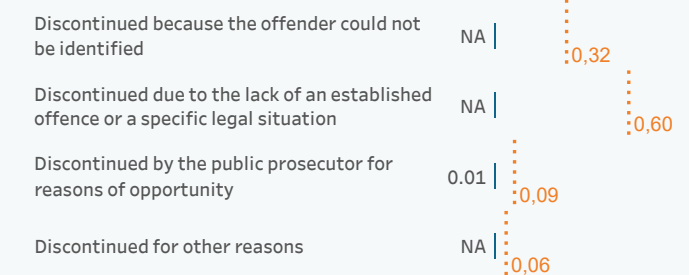 Discontinued because the offender could not
be identified
NA
0,32
Discontinued due to the lack of an established
offence or a specific legal situation
NA
0,60
Discontinued by the public prosecutor for
reasons of opportunity
0.01
0,09
Discontinued for other reasons
NA
0,06